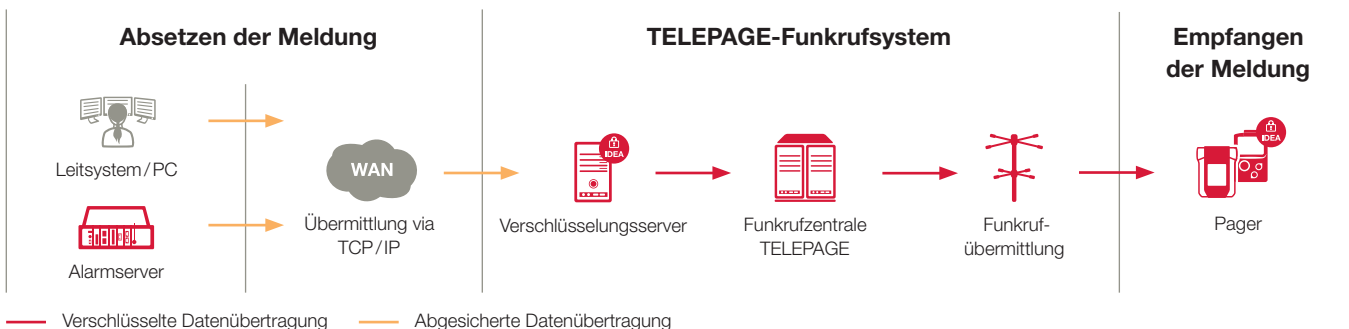 Absetzen der Meldung
TELEPAGE-Funkrufsystem
Empfangen
der Meldung
Leitsystem/PC
Alarmserver
WAN
Übermittlung via
TCP/IP
IDEA
Verschlüsselungsserver
Funkrufzentrale
TELEPAGE
Funkruf-
übermittlung
IDEA
Pager
Verschlüsselte Datenübertragung
Abgesicherte Datenübertragung